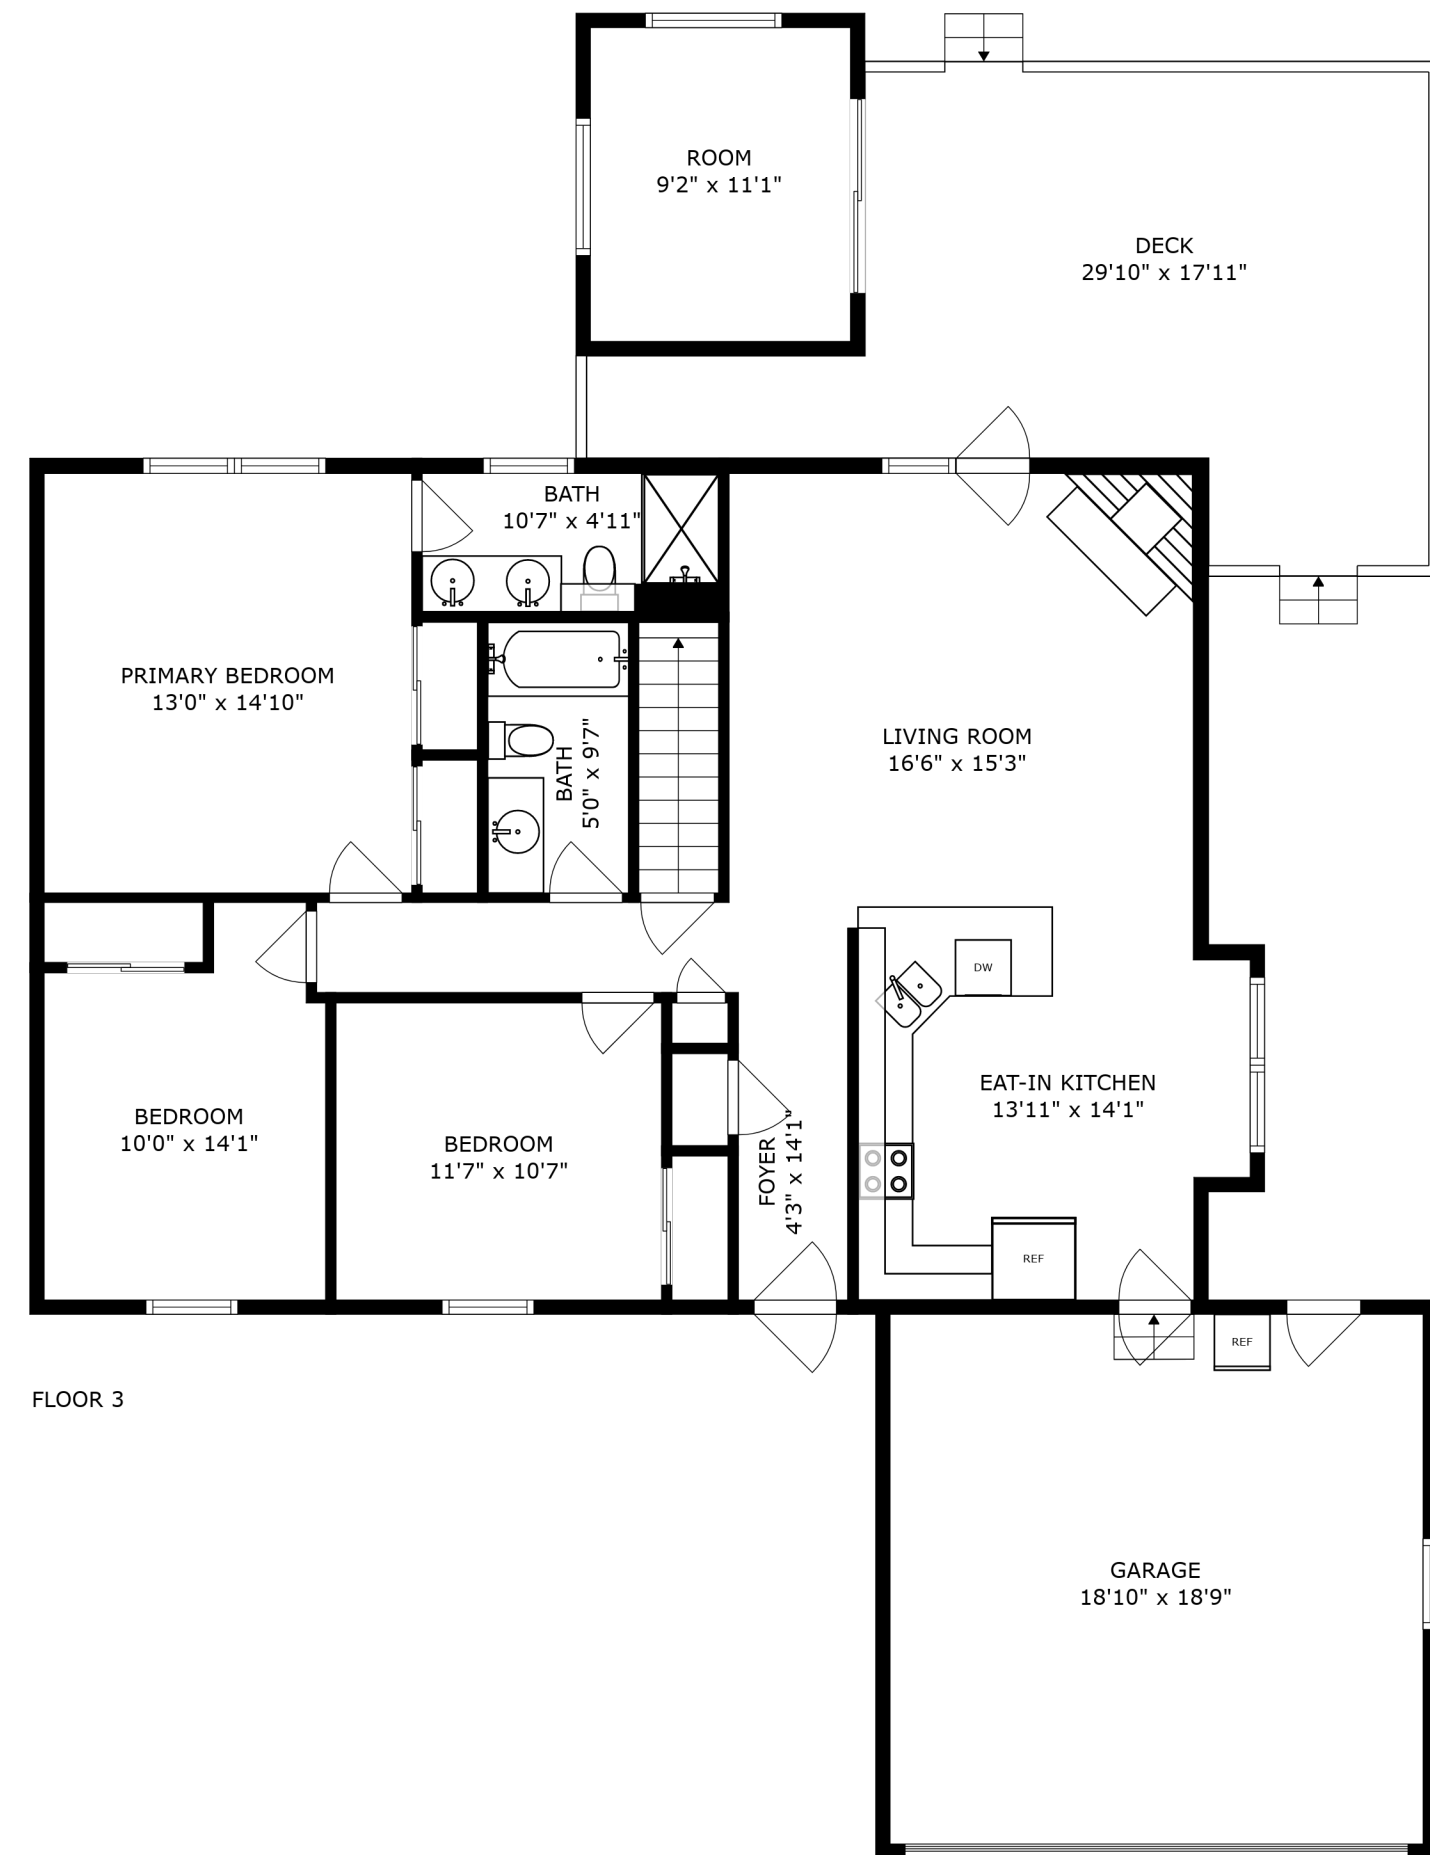 ROOM
9'2" x 11'1"
DECK
29'10" x 17'11"
BATH
10'7" x 4'11"
PRIMARY BEDROOM
13'0" x 14'10"
BATH
5'0" x 9'7"
LIVING ROOM
16'6" x 15'3"
DW
EAT-IN KITCHEN
13'11" x 14'1"
BEDROOM
10'0" x 14'1"
BEDROOM
11'7" x 10'7"
FOYER
4'3" x 14'1"
REF
REF
FLOOR 3
GARAGE
18'10" x 18'9"